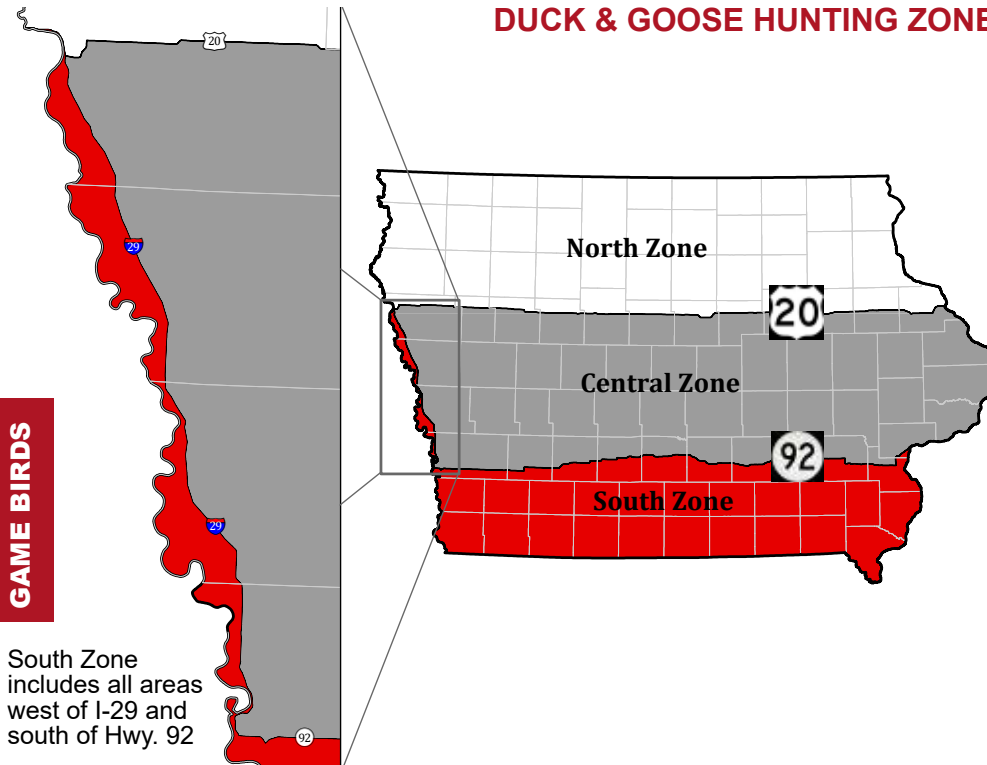 DUCK & GOOSE HUNTING ZONE
20
29
29
92
North Zone
20
Central Zone
92
South Zone
GAME BIRDS
South Zone
includes all areas
west of I-29 and
south of Hwy. 92